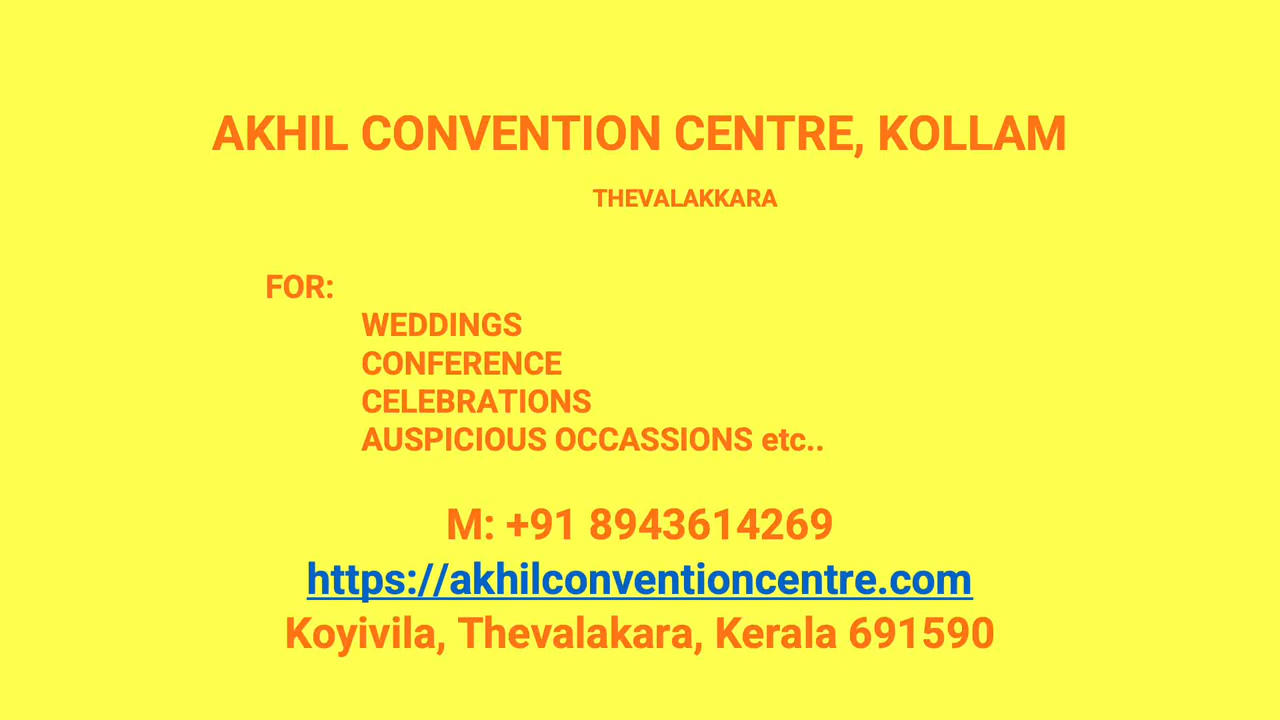 AKHIL CONVENTION CENTRE, KOLLAM
THEVALAKKARA
FOR:
WEDDINGS
CONFERENCE
CELEBRATIONS
AUSPICIOUS OCCASSIONS etc..
M: +91 8943614269
https://akhilconventioncentre.com
Koyivila, Thevalakara, Kerala 691590